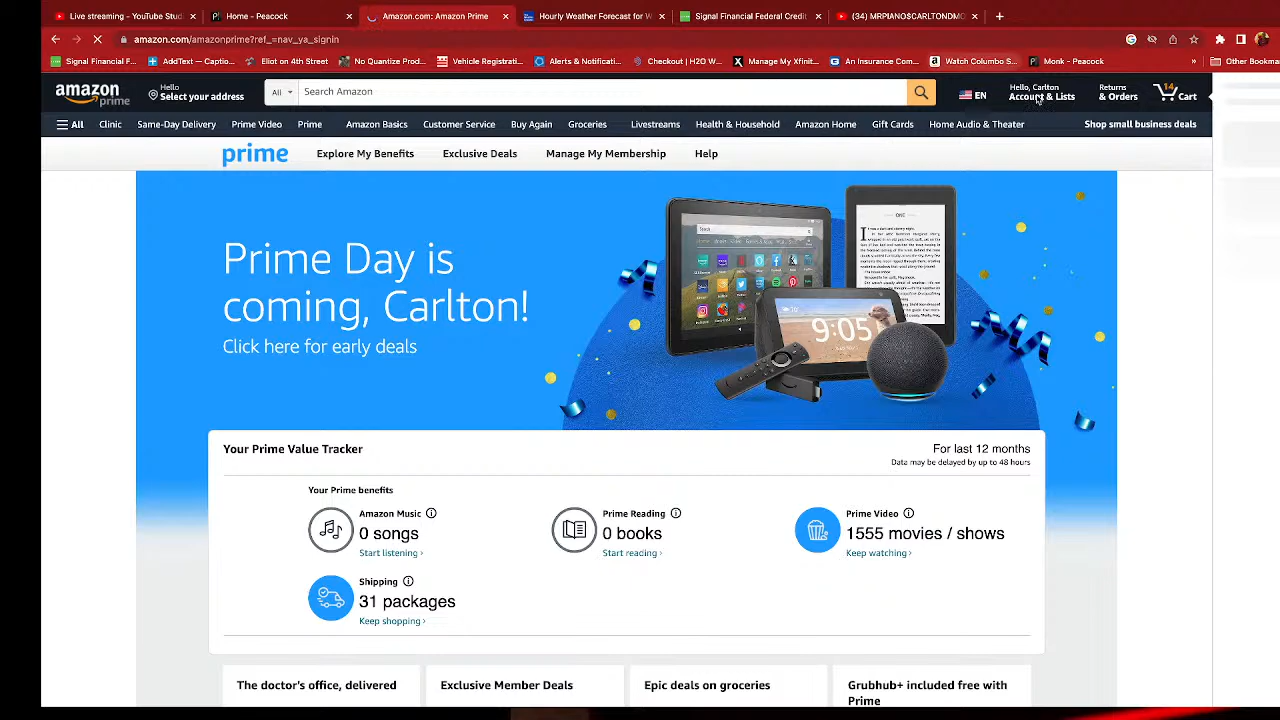 Live streaming - YouTube Stud
Home - Peacock
Amazon.com: Amazon Prime
Hourly Weather Forecast for W
Signal Financial Federal Credit
(34) MRPIANO$CARLTONDMO
amazon.com/amazonprime?ref_=nav_ya_signin
Signal Financial F...
AddText — Captio...
Eliot on 4th Street
No Quantize Prod...
Vehicle Registrati...
Alerts & Notificati...
Checkout | H2O W...
Manage My Xfinit...
An Insurance Com...
Watch Columbo S...
Monk - Peacock
»
Other Bookmar
amazon
prime
Hello
Select your address
All
Search Amazon
EN
Hello, Carlton
Account & Lists
Returns
& Orders
14
Cart
All
Clinic
Same-Day Delivery
Prime Video
Prime
Amazon Basics
Customer Service
Buy Again
Groceries
Livestreams
Health & Household
Amazon Home
Gift Cards
Home Audio & Theater
Shop small business deals
prime
Explore My Benefits
Exclusive Deals
Manage My Membership
Help
Prime Day is
coming, Carlton!
Click here for early deals
ONE
9:05
Your Prime Value Tracker
For last 12 months
Data may be delayed by up to 48 hours
Your Prime benefits
Amazon Music
0 songs
Start listening ›
Prime Reading
0 books
Start reading ›
Prime Video
1555 movies / shows
Keep watching ›
Shipping
31 packages
Keep shopping ›
The doctor's office, delivered
Exclusive Member Deals
Epic deals on groceries
Grubhub+ included free with
Prime